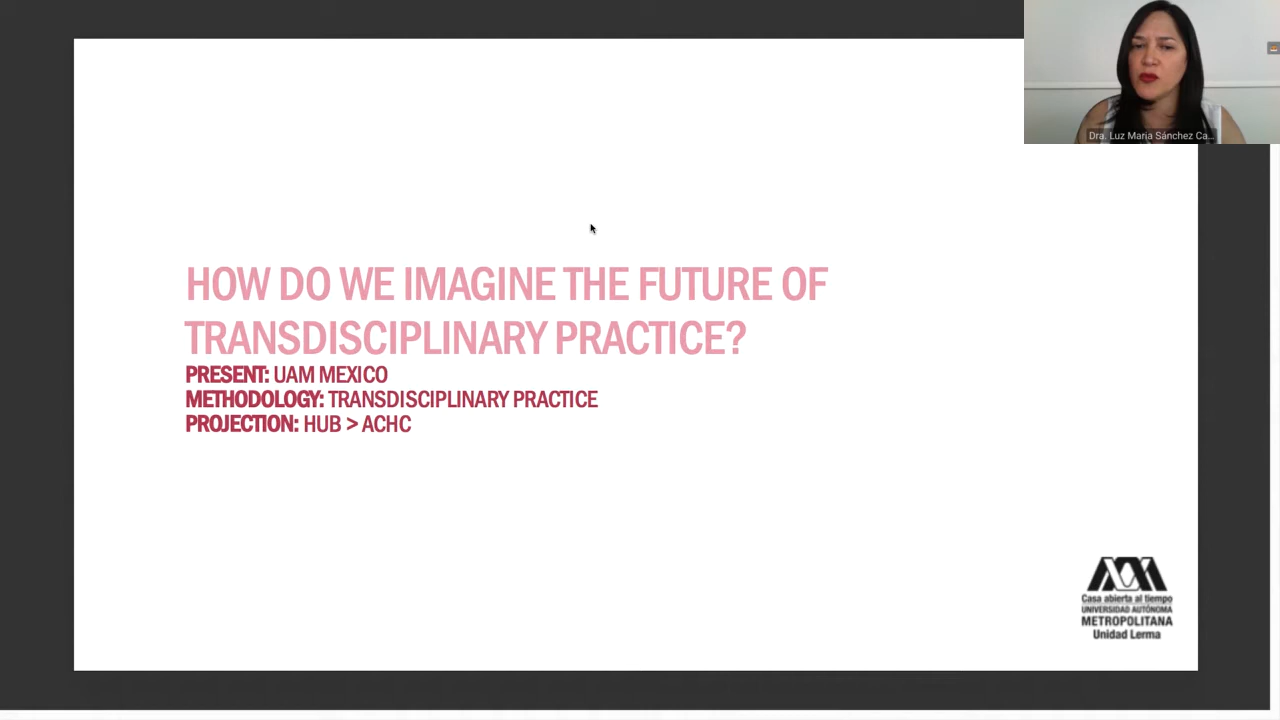 Dra. Luz María Sánchez Ca...
HOW DO WE IMAGINE THE FUTURE OF
TRANSDISCIPLINARY PRACTICE?
PRESENT: UAM MEXICO
METHODOLOGY: TRANSDISCIPLINARY PRACTICE
PROJECTION: HUB > ACHC
Casa abierta al tiempo
UNIVERSIDAD AUTÓNOMA
METROPOLITANA
Unidad Lerma